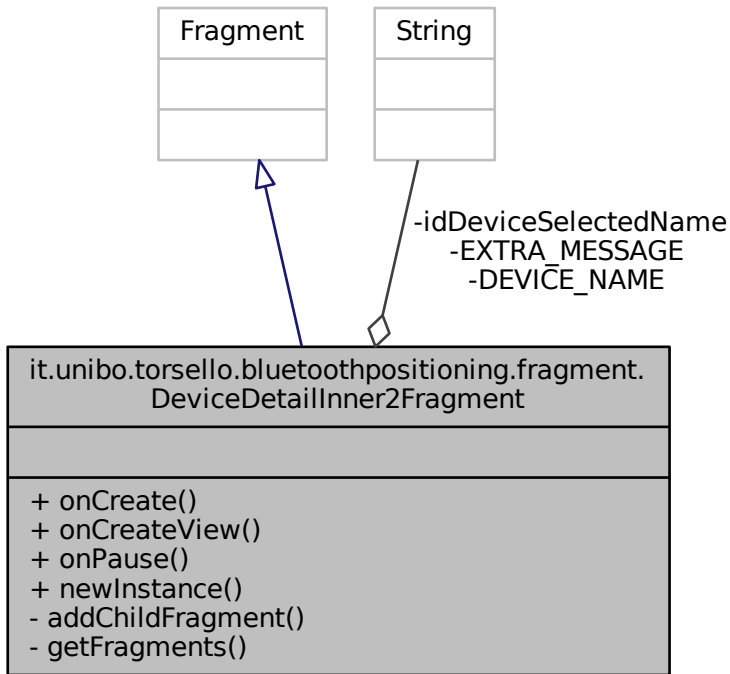 Fragment
String
-idDeviceSelectedName
-EXTRA_MESSAGE
-DEVICE_NAME
it.unibo.torsello.bluetoothpositioning.fragment.
DeviceDetailInner2Fragment
+ onCreate()
+ onCreateView()
+ onPause()
+ newInstance()
- addChildFragment()
- getFragments()